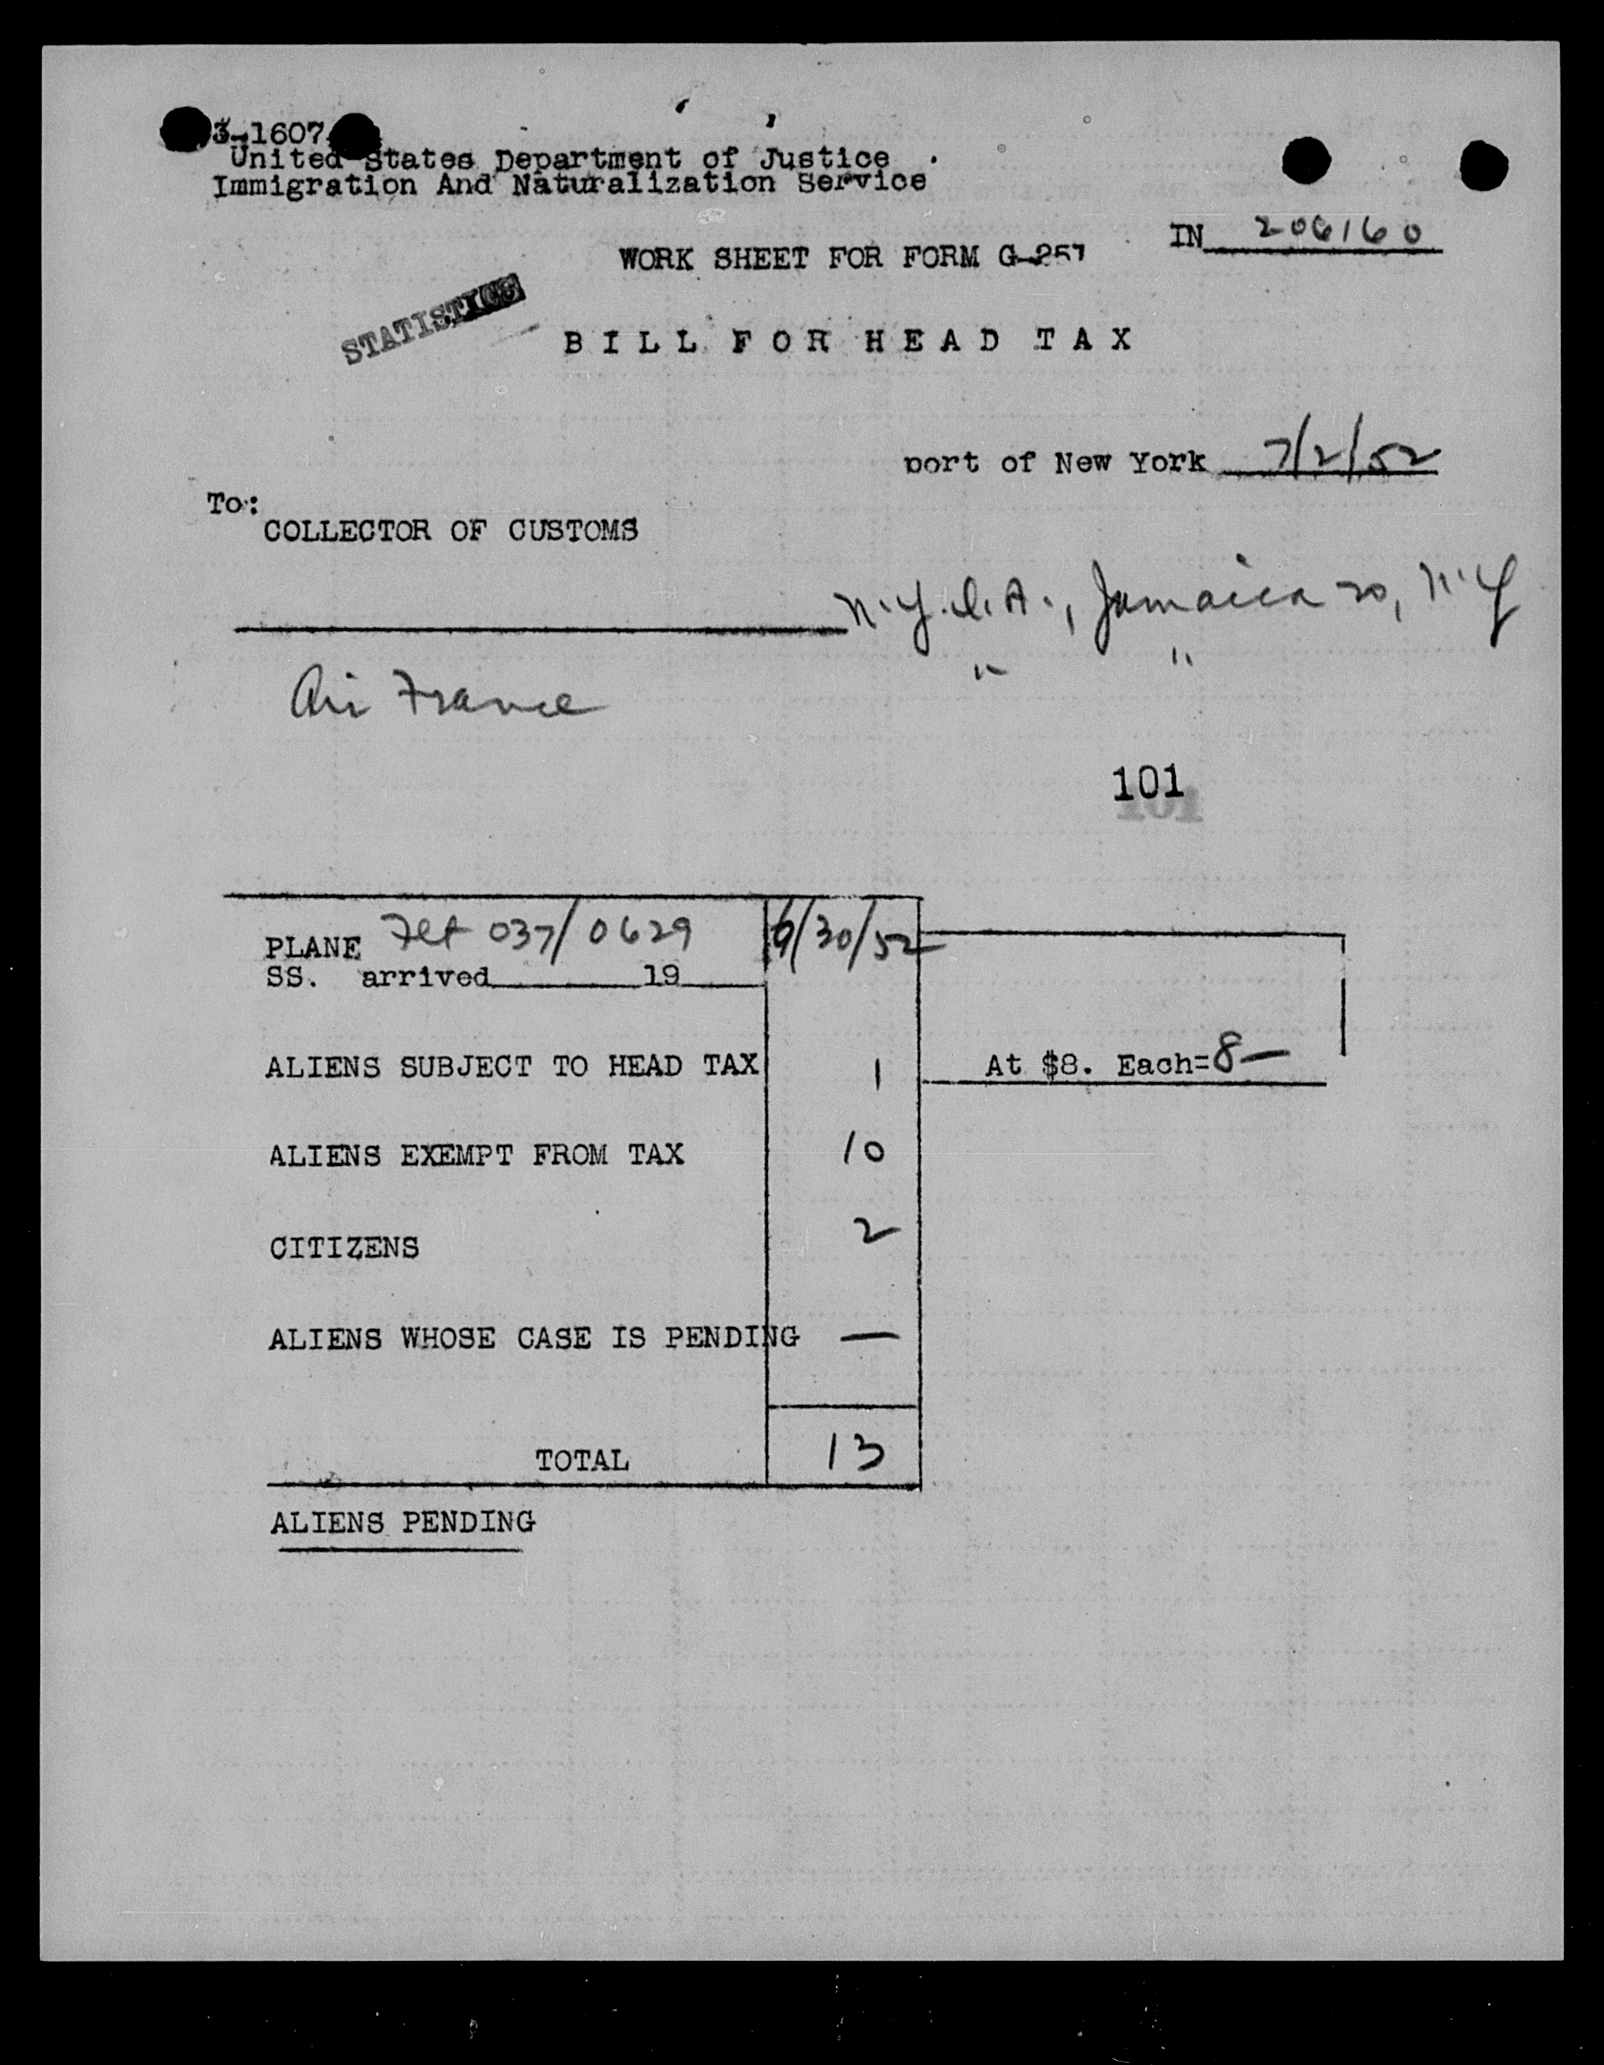 3-1607
United States Department of Justice
Immigration And Naturalization Service
IN 206160
WORK SHEET FOR FORM G-257
STATISTICS
BILL FOR HEAD TAX
port of New York 7/2/52
To:
COLLECTOR OF CUSTOMS
N.Y.I.A., Jamaica 30, N.Y
" "
Air France
101
PLANE Flt 037/0629 6/30/52
SS. arrived 19
ALIENS SUBJECT TO HEAD TAX 1 At $8. Each=8—
ALIENS EXEMPT FROM TAX 10
CITIZENS 2
ALIENS WHOSE CASE IS PENDING —
TOTAL 13
ALIENS PENDING